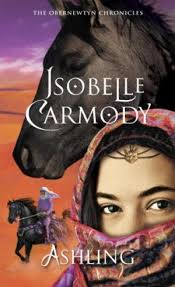 THE OBERNEWTYN CHRONICLES
ISOBELLE
CARMODY
ASHLING